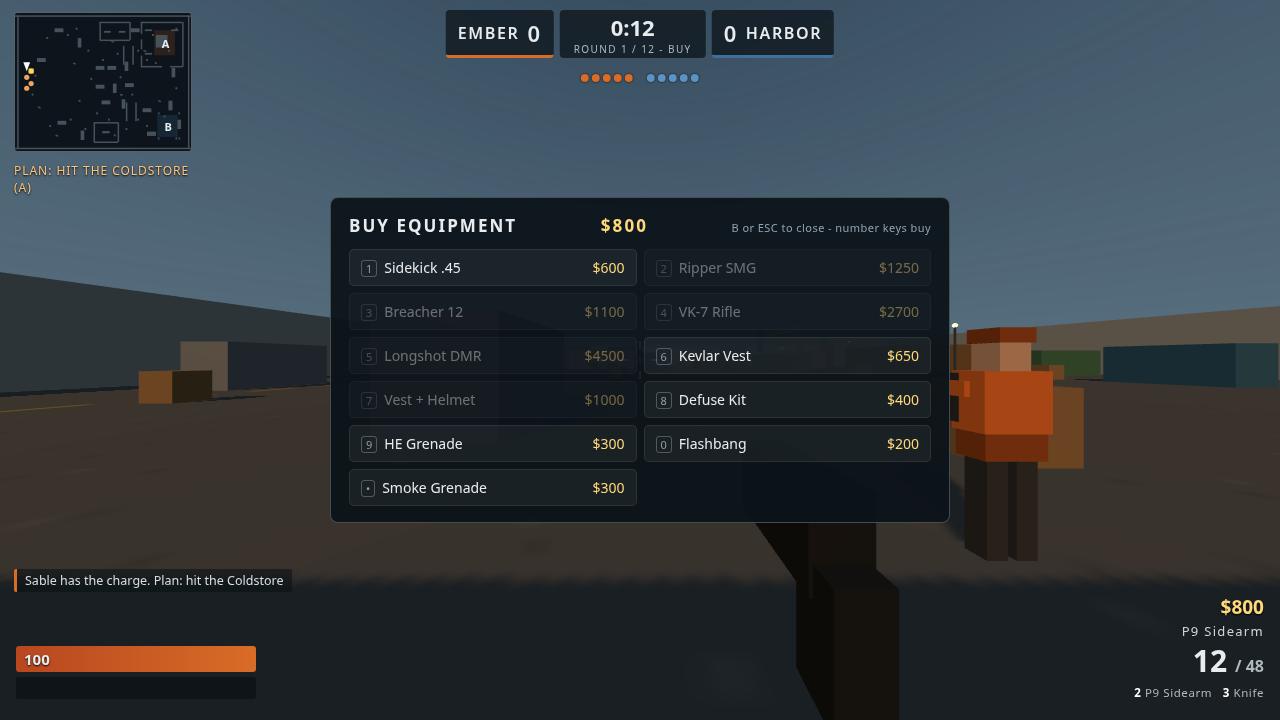 A
B
PLAN: HIT THE COLDSTORE
(A)
EMBER 0
0:12
ROUND 1 / 12 - BUY
0 HARBOR
BUY EQUIPMENT
$800
B or ESC to close - number keys buy
1 Sidekick .45 $600
2 Ripper SMG $1250
3 Breacher 12 $1100
4 VK-7 Rifle $2700
5 Longshot DMR $4500
6 Kevlar Vest $650
7 Vest + Helmet $1000
8 Defuse Kit $400
9 HE Grenade $300
0 Flashbang $200
• Smoke Grenade $300
Sable has the charge. Plan: hit the Coldstore
100
$800
P9 Sidearm
12 / 48
2 P9 Sidearm 3 Knife